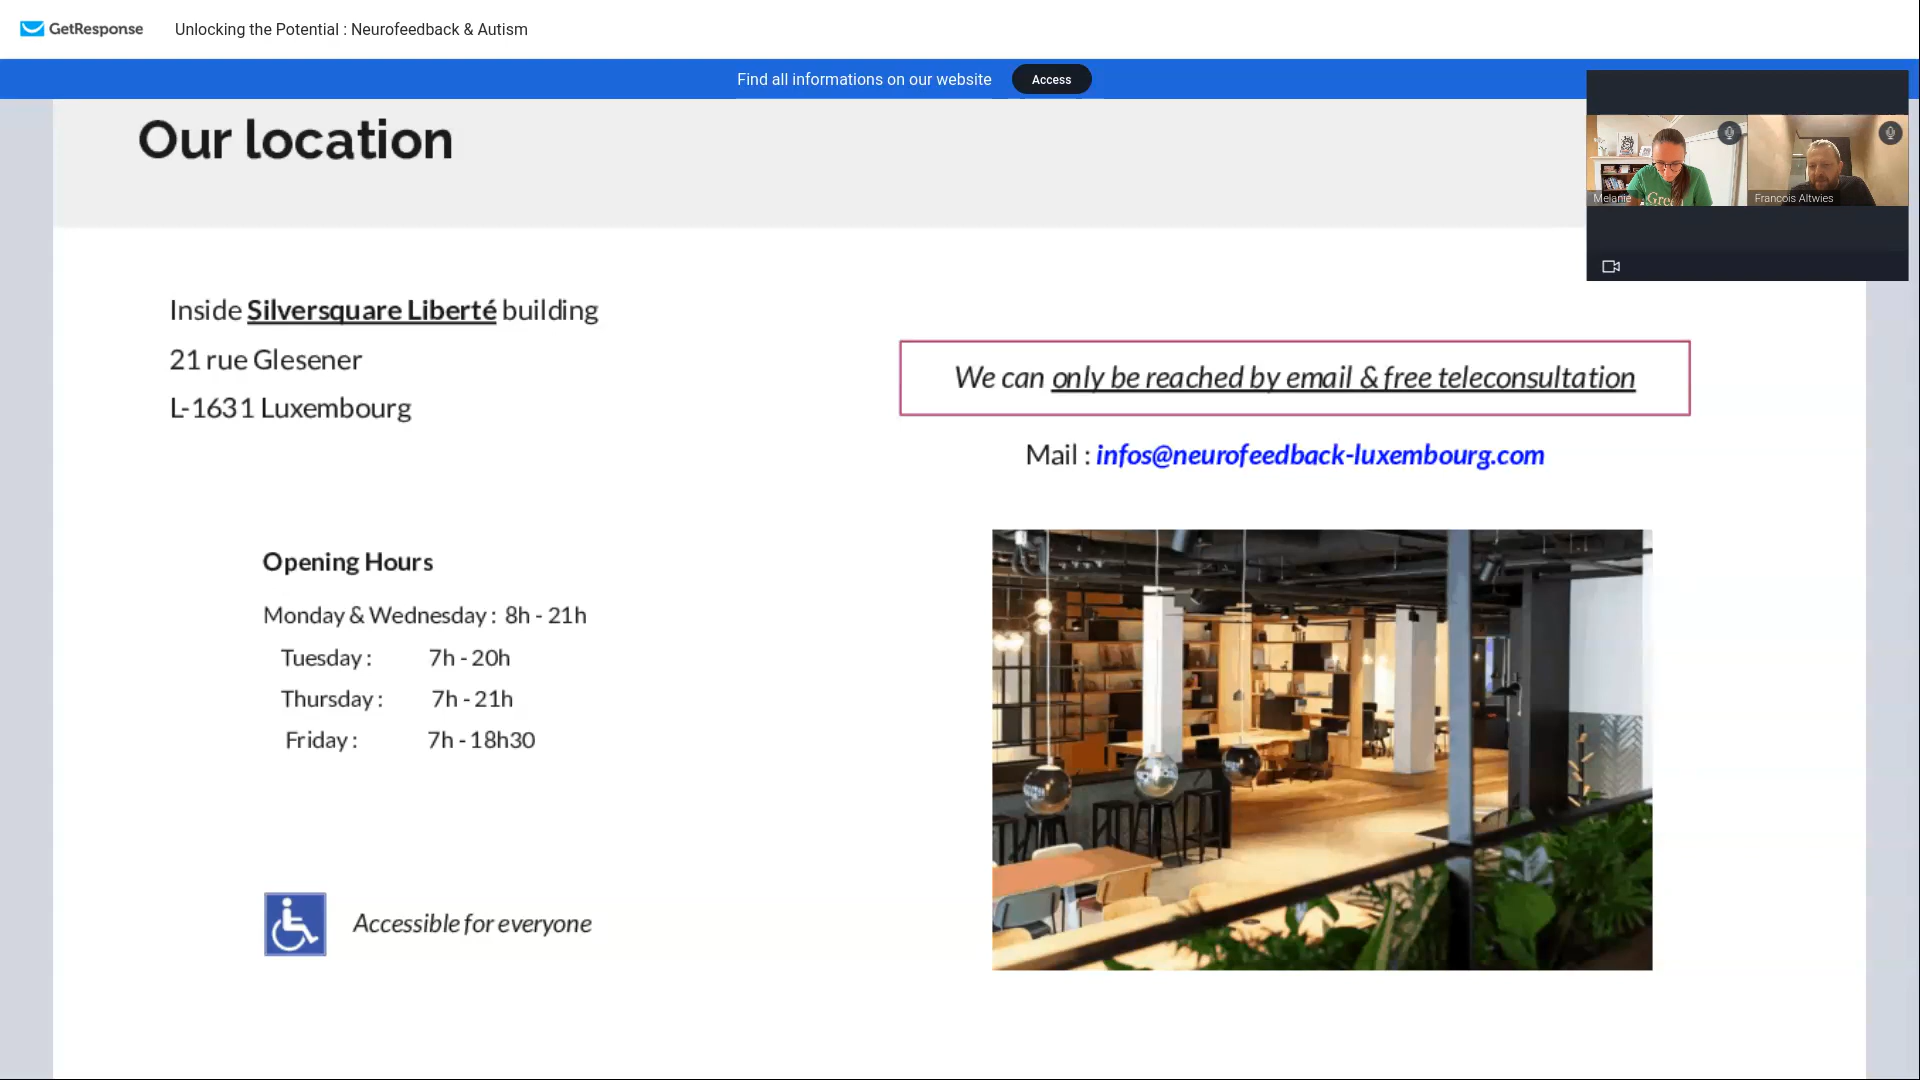 GetResponse
Unlocking the Potential : Neurofeedback & Autism
Find all informations on our website
Access
Our location
Melanie
Francois Altwies
Gree
Inside Silversquare Liberté building
21 rue Glesener
L-1631 Luxembourg
We can only be reached by email & free teleconsultation
Mail : infos@neurofeedback-luxembourg.com
Opening Hours
Monday & Wednesday : 8h - 21h
Tuesday : 7h - 20h
Thursday : 7h - 21h
Friday : 7h - 18h30
Accessible for everyone